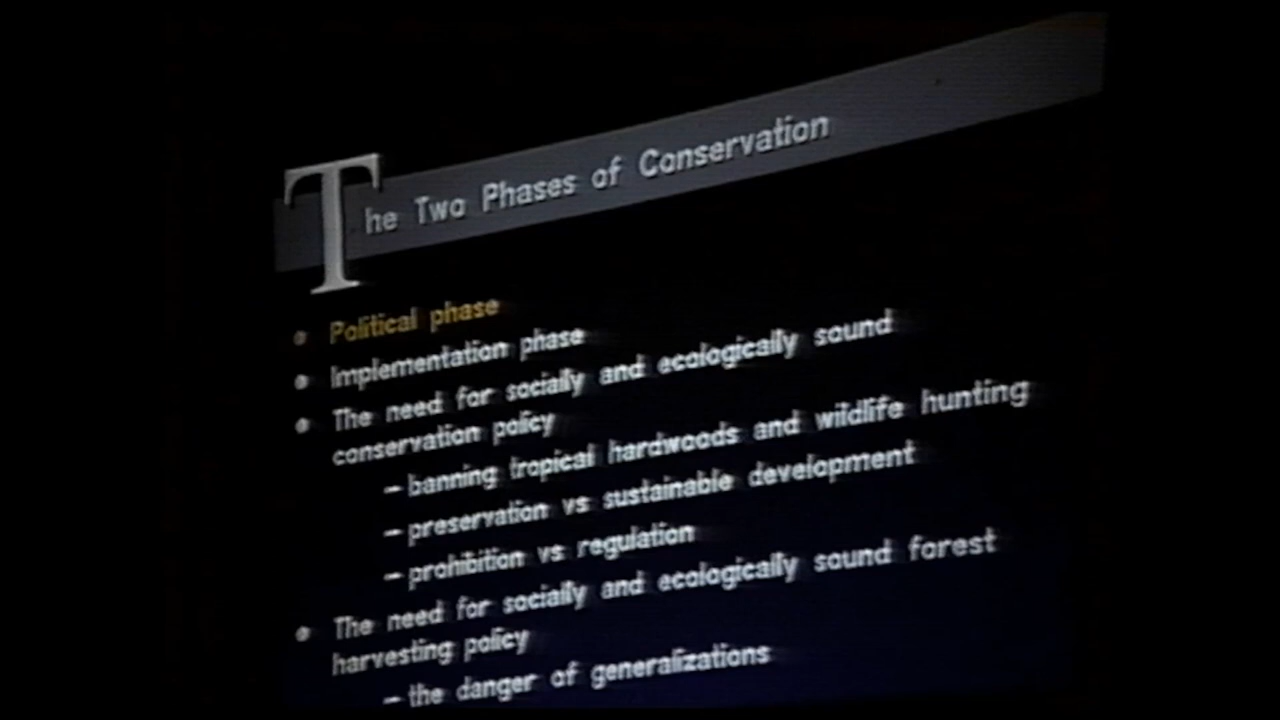 The Two Phases of Conservation
• Political phase
• Implementation phase
• The need for socially and ecologically sound
conservation policy
– banning tropical hardwoods and wildlife hunting
– preservation vs sustainable development
– prohibition vs regulation
• The need for socially and ecologically sound forest
harvesting policy
– the danger of generalizations